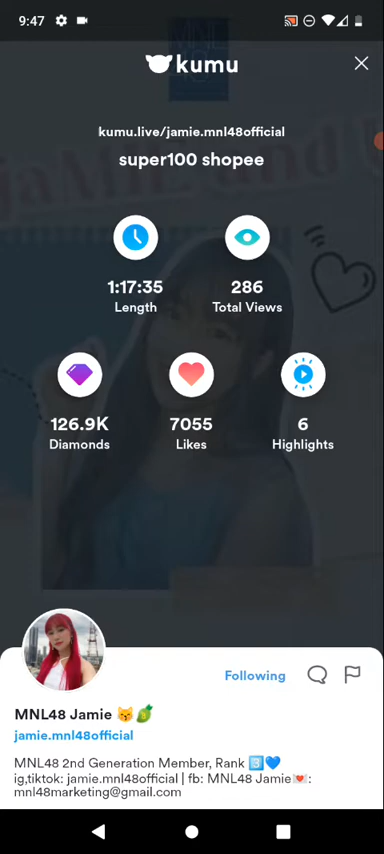 9:47
kumu
kumu.live/jamie.mnl48official
super100 shopee
1:17:35
Length
286
Total Views
126.9K
Diamonds
7055
Likes
6
Highlights
Following
MNL48 Jamie 😽🍍
jamie.mnl48official
MNL48 2nd Generation Member, Rank 3️⃣💙
ig,tiktok: jamie.mnl48official | fb: MNL48 Jamie💌:
mnl48marketing@gmail.com